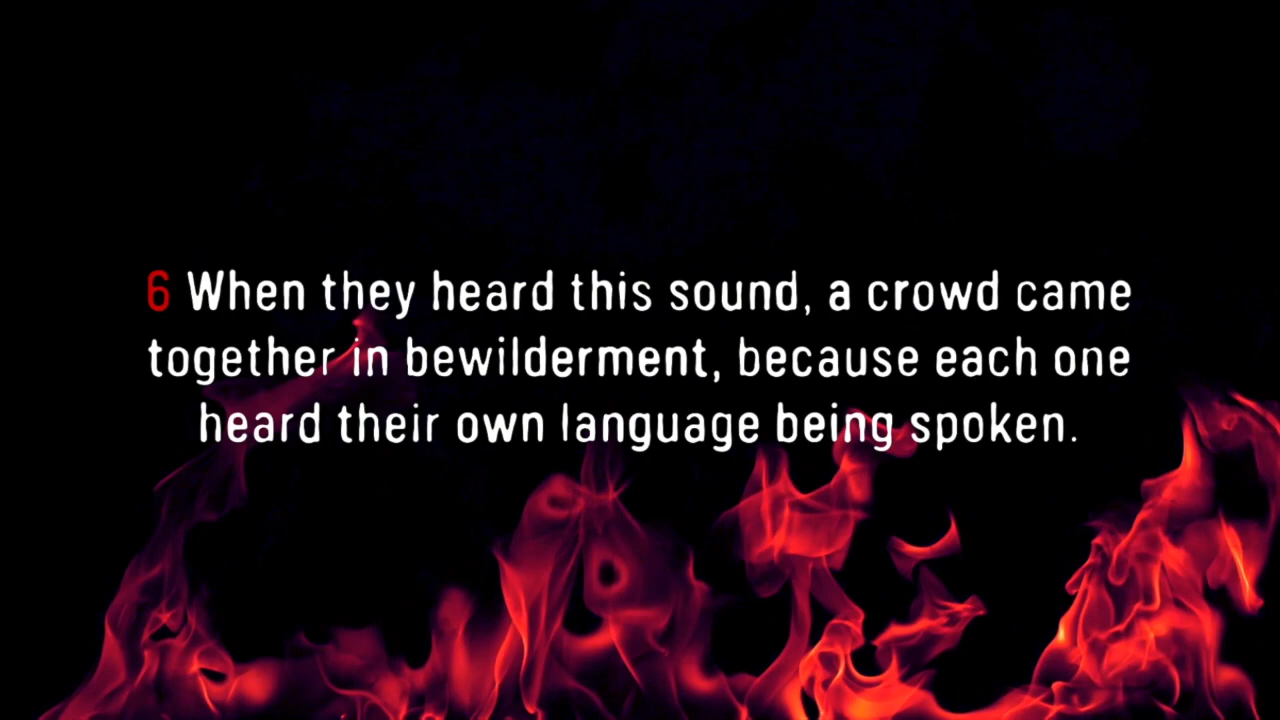 6 When they heard this sound, a crowd came
together in bewilderment, because each one
heard their own language being spoken.